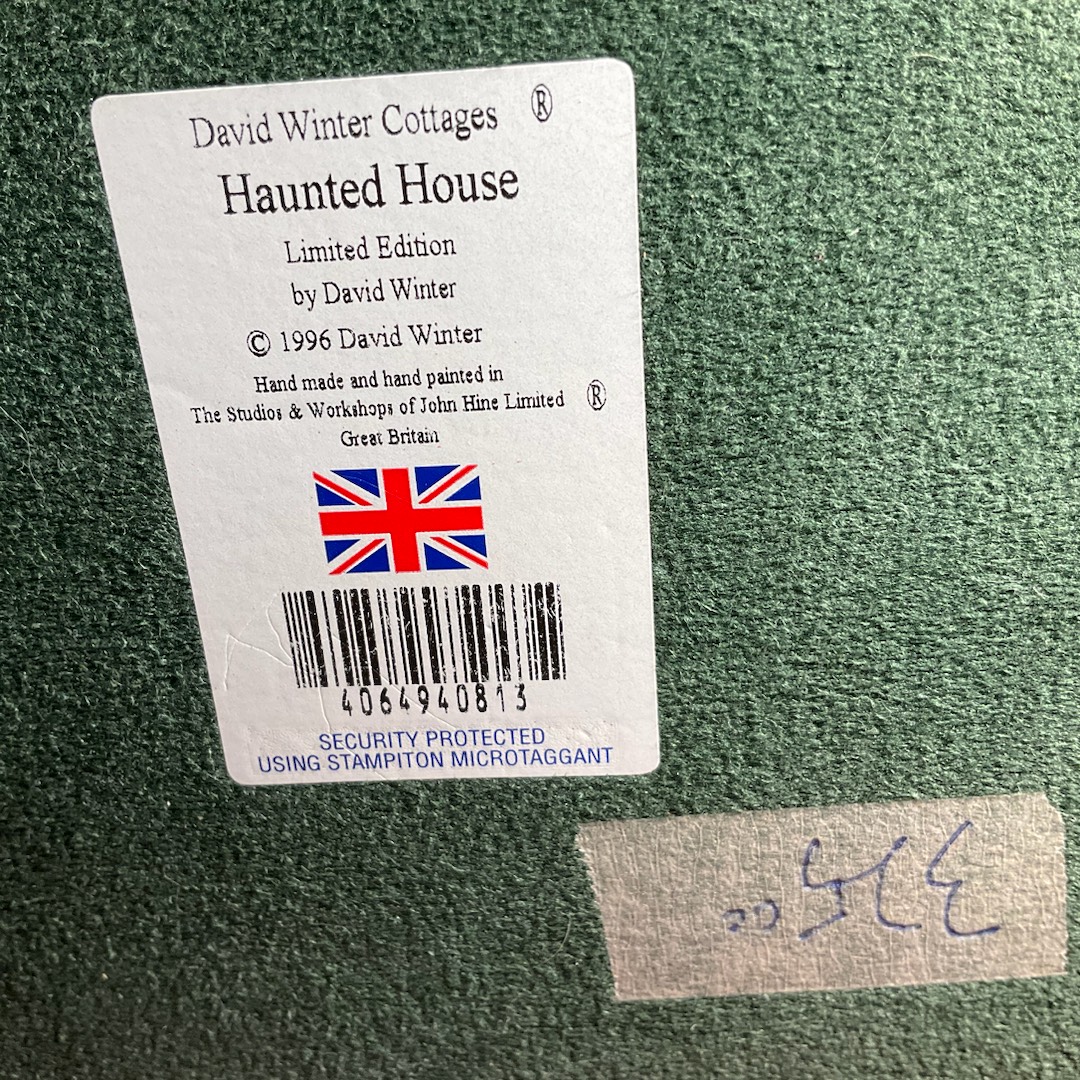 David Winter Cottages ®
Haunted House
Limited Edition
by David Winter
© 1996 David Winter
Hand made and hand painted in
The Studios & Workshops of John Hine Limited ®
Great Britain
4064940813
SECURITY PROTECTED
USING STAMPITON MICROTAGGANT